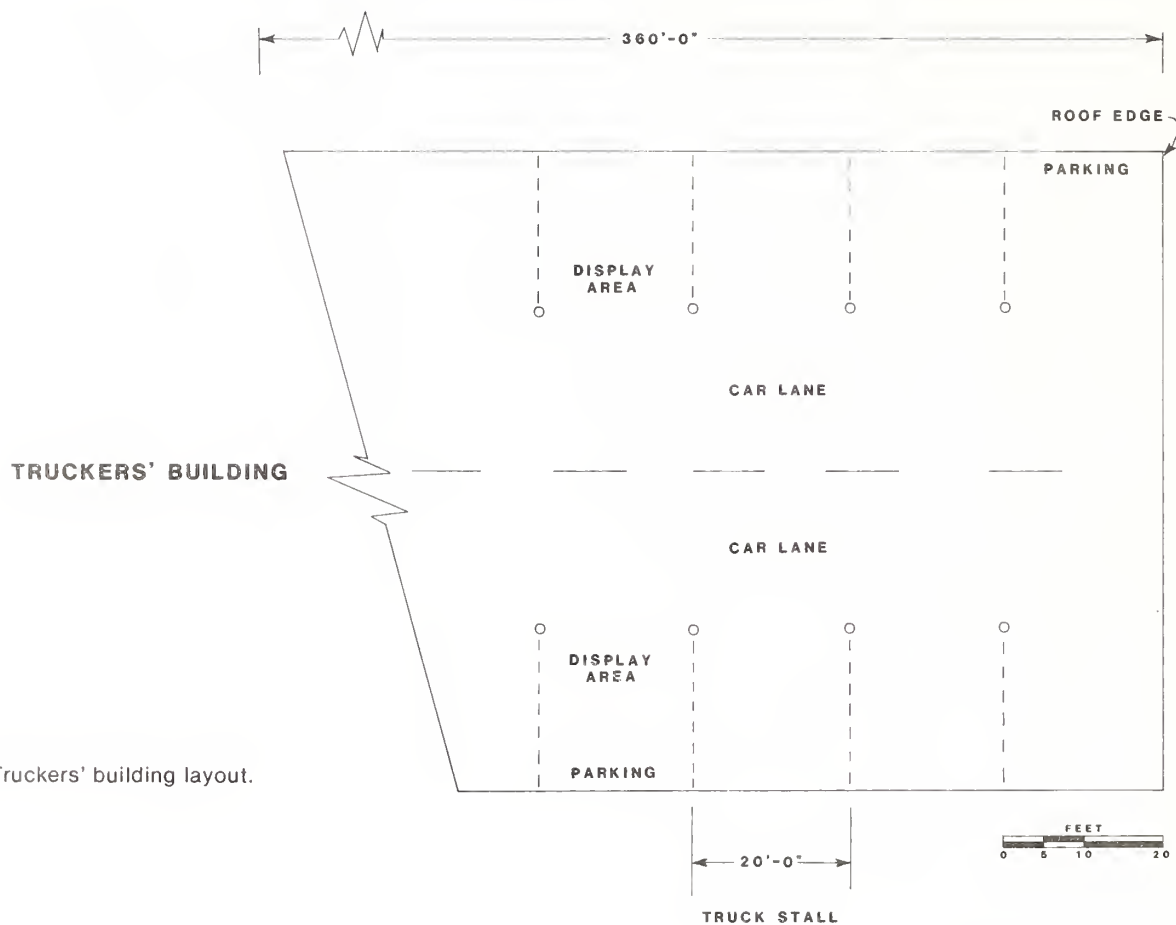 360'-0"
ROOF EDGE
PARKING
DISPLAY
AREA
CAR LANE
TRUCKERS' BUILDING
CAR LANE
DISPLAY
AREA
PARKING
Truckers' building layout.
FEET
0 5 10 20
20'-0"
TRUCK STALL